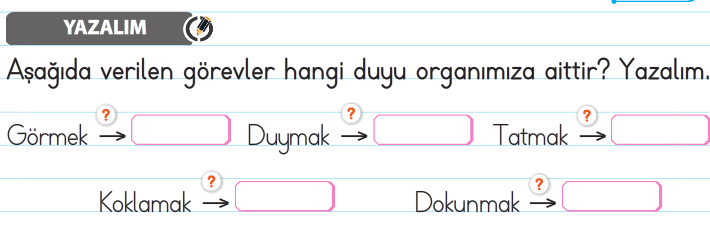 YAZALIM
Aşağıda verilen görevler hangi duyu organımıza aittir? Yazalım.
? ? ?
Görmek → Duymak → Tatmak →
? ?
Koklamak → Dokunmak →